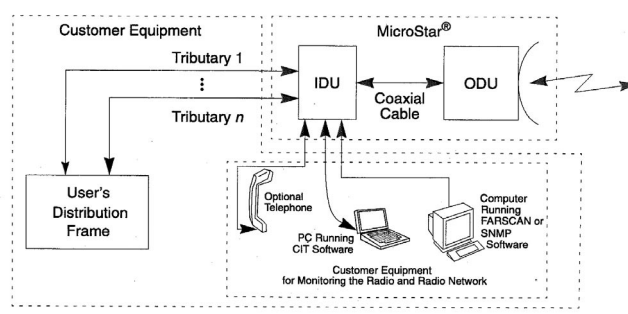 Customer Equipment
MicroStar®
Tributary 1
Tributary n
IDU
Coaxial
Cable
ODU
User's
Distribution
Frame
Optional
Telephone
PC Running
CIT Software
Computer
Running
FARSCAN or
SNMP
Software
Customer Equipment
for Monitoring the Radio and Radio Network